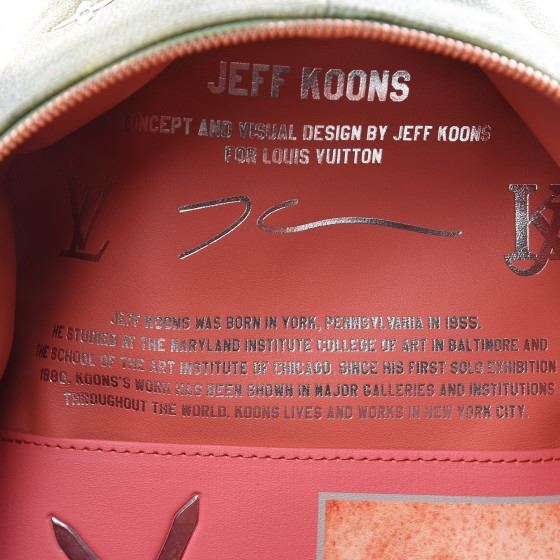 JEFF KOONS
CONCEPT AND VISUAL DESIGN BY JEFF KOONS
FOR LOUIS VUITTON
LV
JEFF KOONS WAS BORN IN YORK, PENNSYLVANIA IN 1955.
HE STUDIED AT THE MARYLAND INSTITUTE COLLEGE OF ART IN BALTIMORE AND
THE SCHOOL OF THE ART INSTITUTE OF CHICAGO. SINCE HIS FIRST SOLO EXHIBITION
1980, KOONS'S WORK HAS BEEN SHOWN IN MAJOR GALLERIES AND INSTITUTIONS
THROUGHOUT THE WORLD. KOONS LIVES AND WORKS IN NEW YORK CITY.